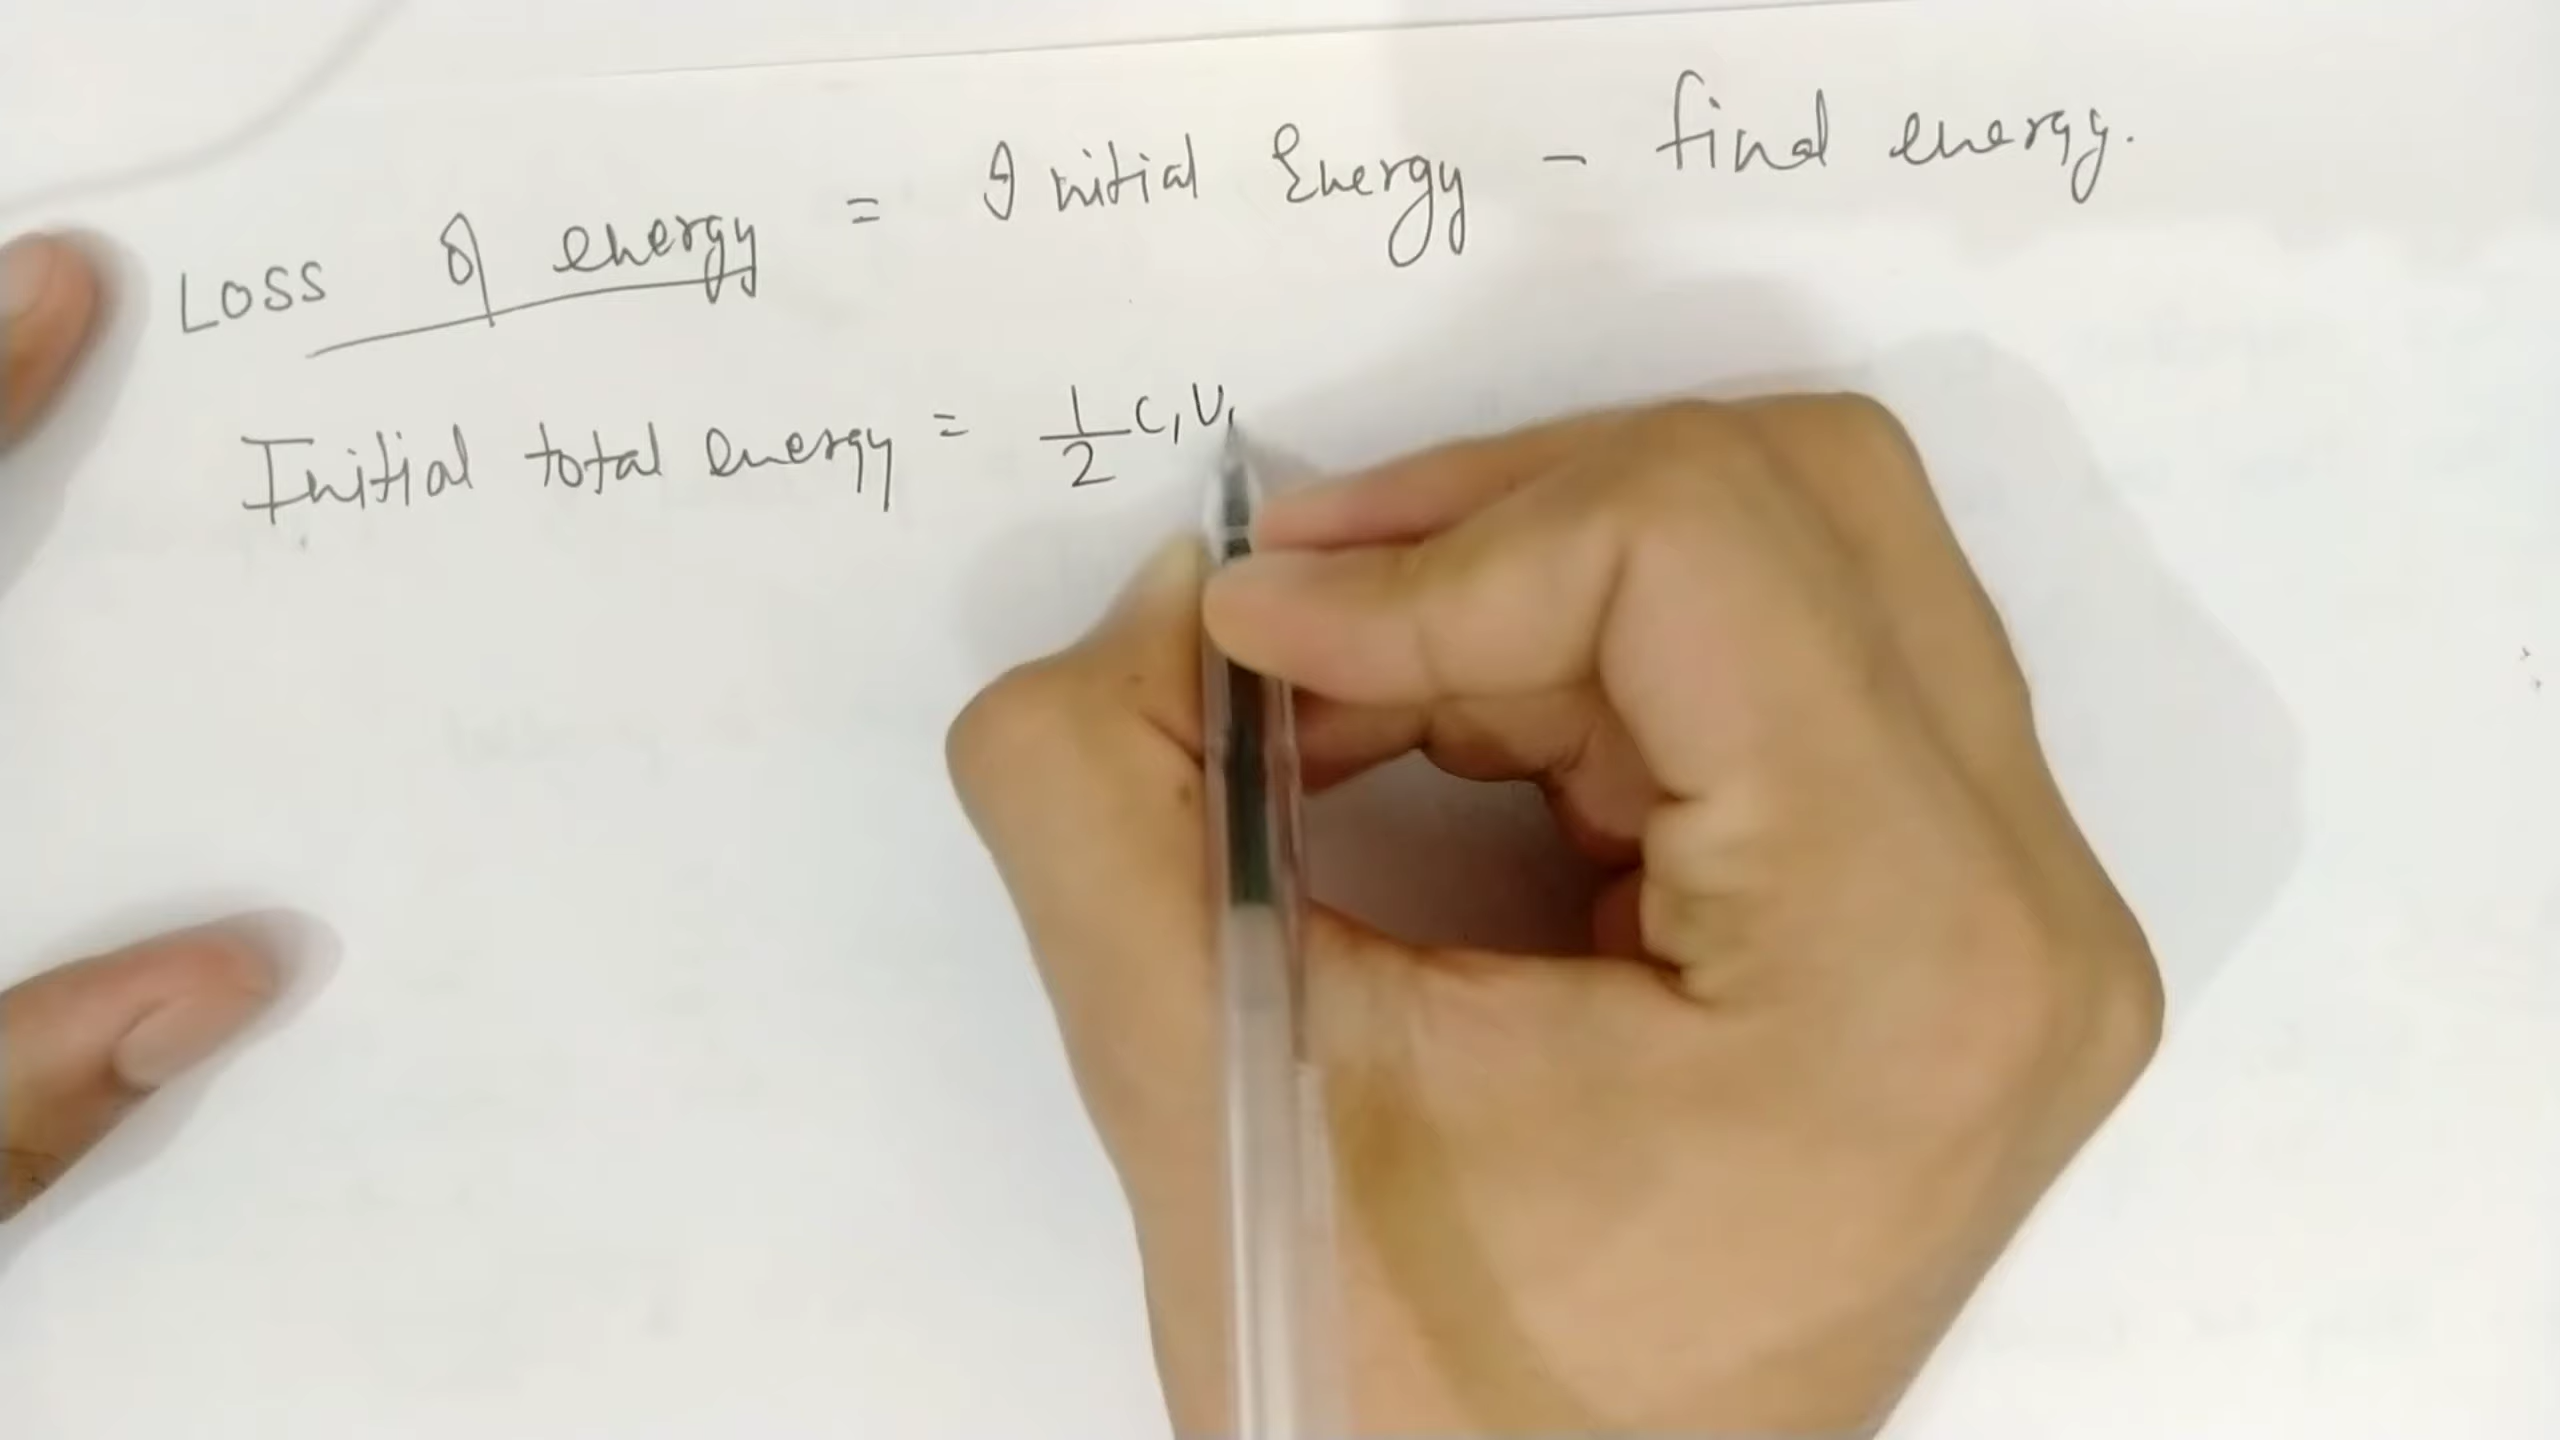 LOSS of energy = Initial Energy - final energy.
Initial total energy = 1/2 C₁V₁